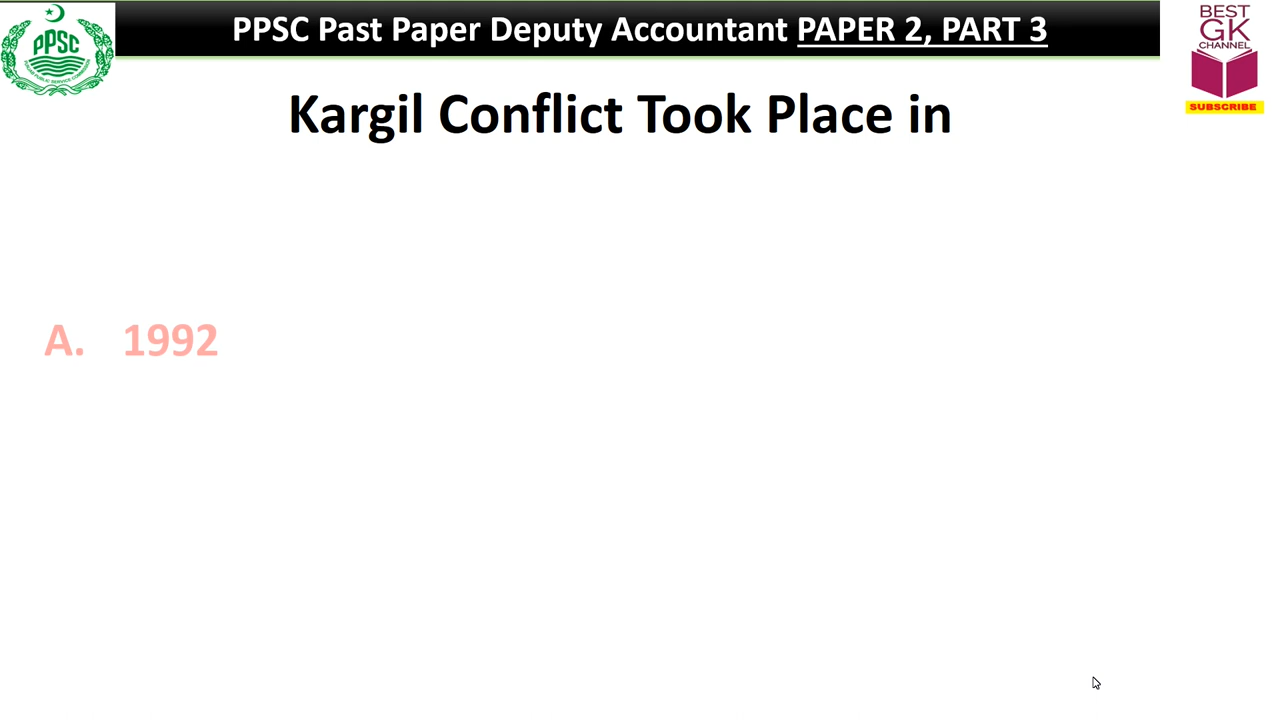 PPSC
PPSC Past Paper Deputy Accountant PAPER 2, PART 3
BEST
GK
CHANNEL
SUBSCRIBE
Kargil Conflict Took Place in
A. 1992